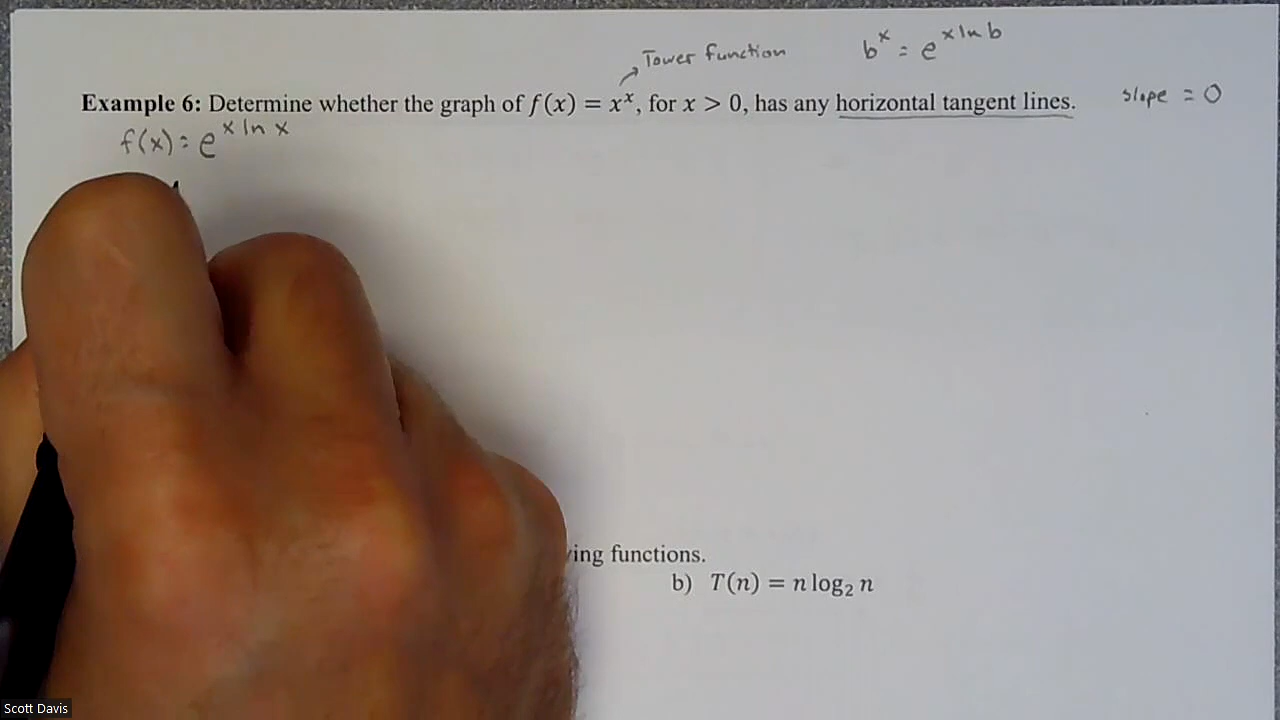 Tower function
b^x = e^{x ln b}
Example 6: Determine whether the graph of f(x) = x^x, for x > 0, has any horizontal tangent lines.
slope = 0
f(x) = e^{x ln x}
ing functions.
b) T(n) = n log₂ n
Scott Davis